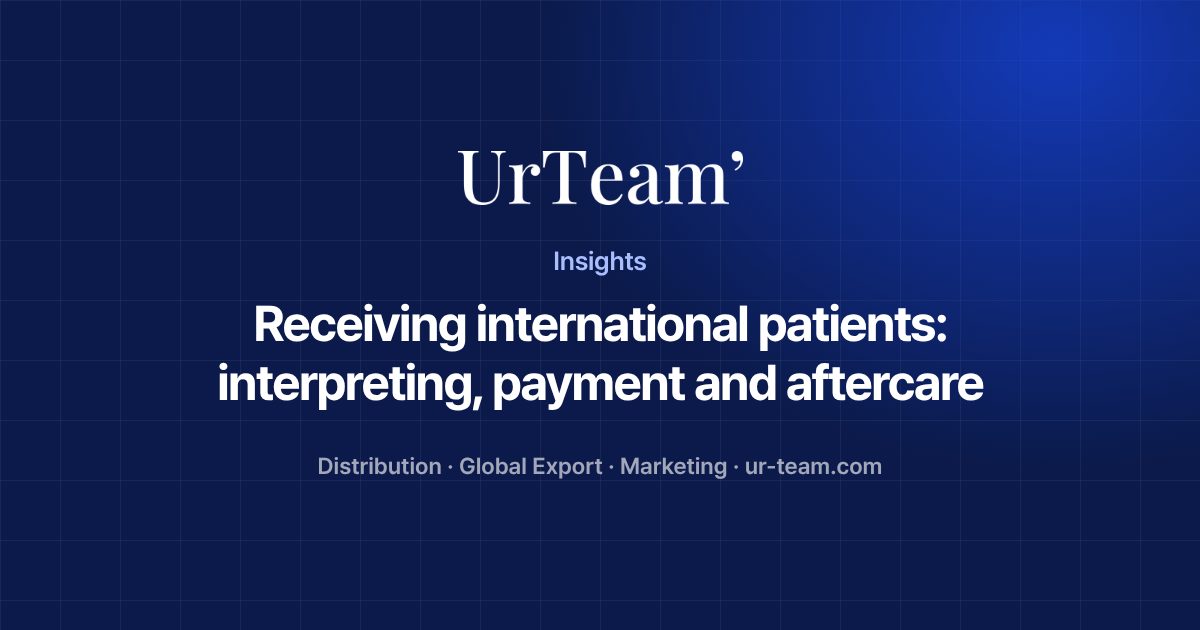 UrTeam’
Insights
Receiving international patients:
interpreting, payment and aftercare
Distribution · Global Export · Marketing · ur-team.com